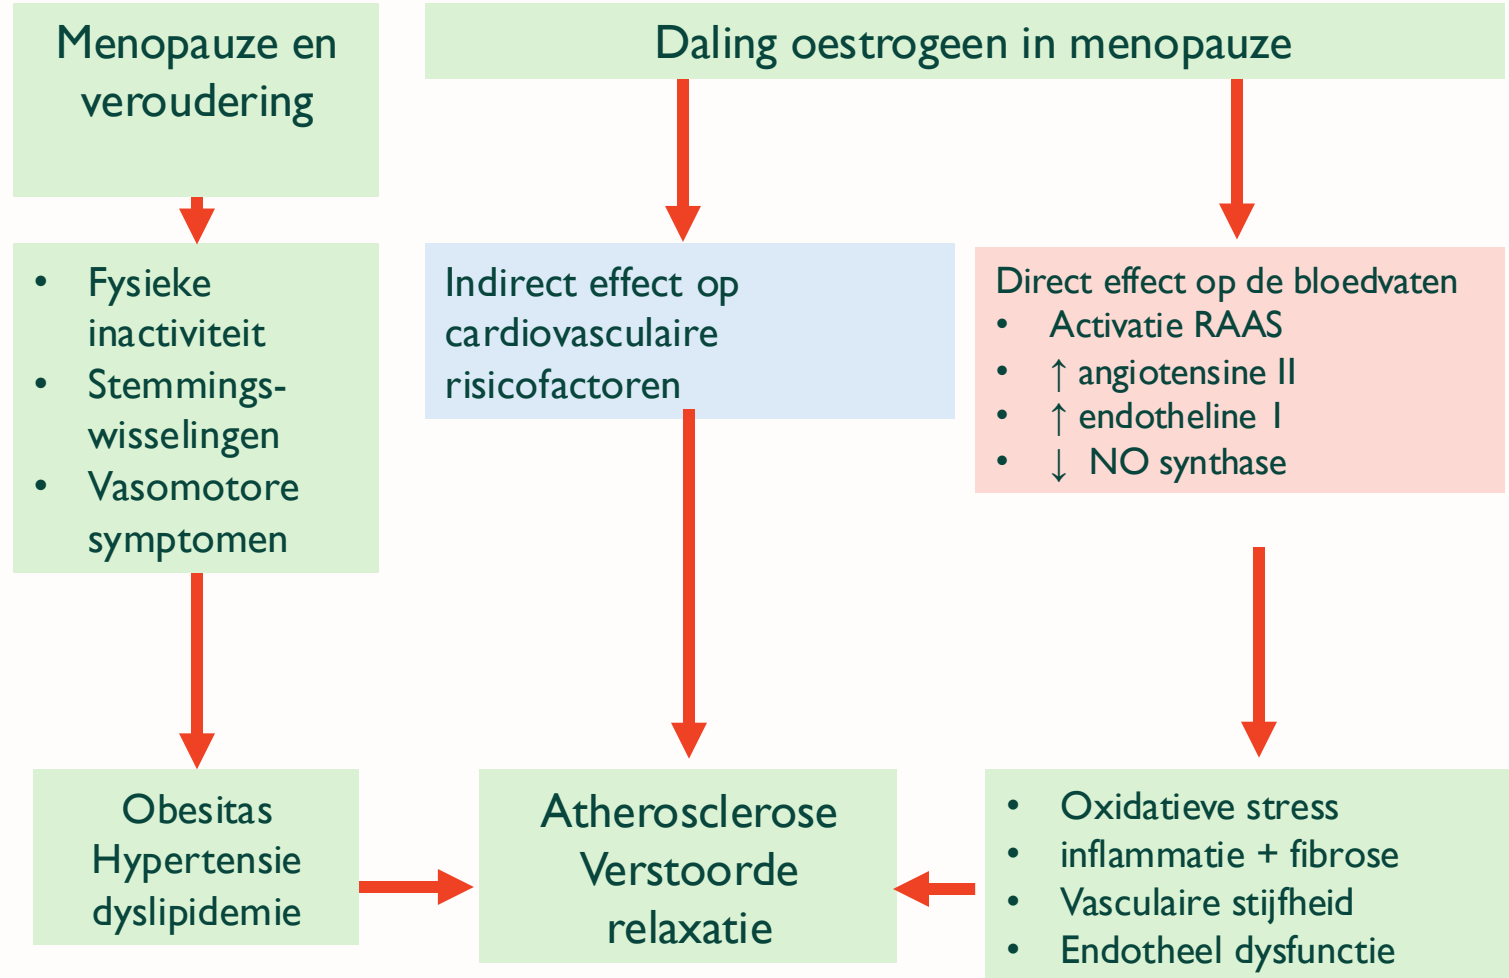 Menopauze en
veroudering
Daling oestrogeen in menopauze
• Fysieke
inactiviteit
• Stemmings-
wisselingen
• Vasomotore
symptomen
Indirect effect op
cardiovasculaire
risicofactoren
Direct effect op de bloedvaten
• Activatie RAAS
• ↑ angiotensine II
• ↑ endotheline 1
• ↓ NO synthase
Obesitas
Hypertensie
dyslipidemie
Atherosclerose
Verstoorde
relaxatie
• Oxidatieve stress
• inflammatie + fibrose
• Vasculaire stijfheid
• Endotheel dysfunctie